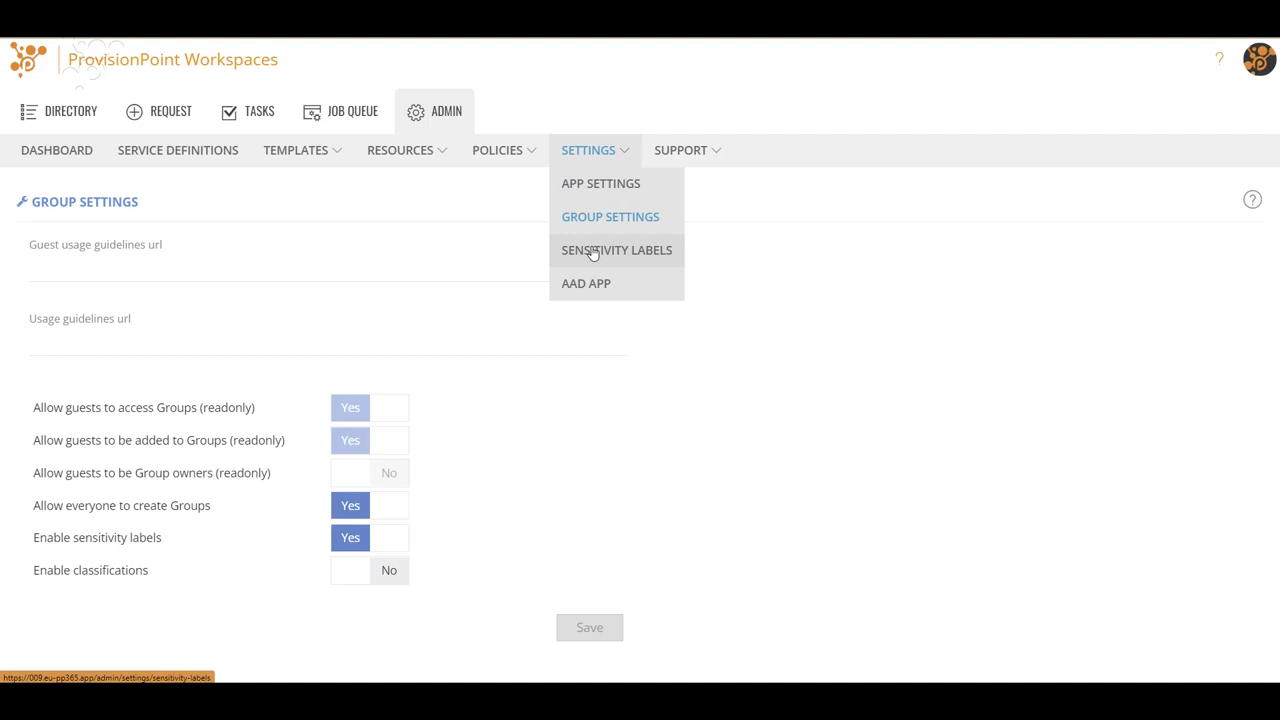 ProvisionPoint Workspaces
?
DIRECTORY REQUEST TASKS JOB QUEUE ADMIN
DASHBOARD SERVICE DEFINITIONS TEMPLATES RESOURCES POLICIES SETTINGS SUPPORT
APP SETTINGS
GROUP SETTINGS
?
GROUP SETTINGS
Guest usage guidelines url
SENSITIVITY LABELS
AAD APP
Usage guidelines url
Allow guests to access Groups (readonly) Yes
Allow guests to be added to Groups (readonly) Yes
Allow guests to be Group owners (readonly) No
Allow everyone to create Groups Yes
Enable sensitivity labels Yes
Enable classifications No
Save
https://009.eu-pp365.app/admin/settings/sensitivity-labels